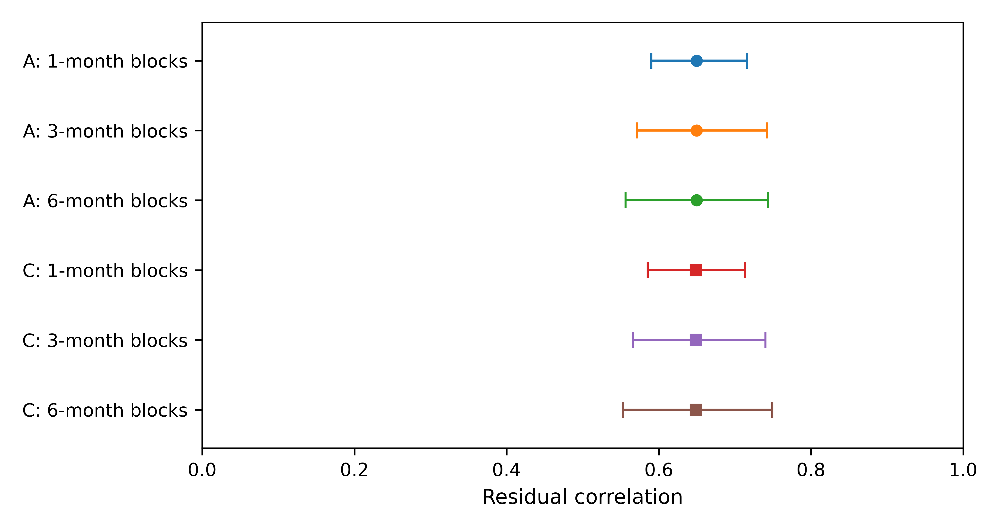 A: 1-month blocks
A: 3-month blocks
A: 6-month blocks
C: 1-month blocks
C: 3-month blocks
C: 6-month blocks
0.0 0.2 0.4 0.6 0.8 1.0
Residual correlation